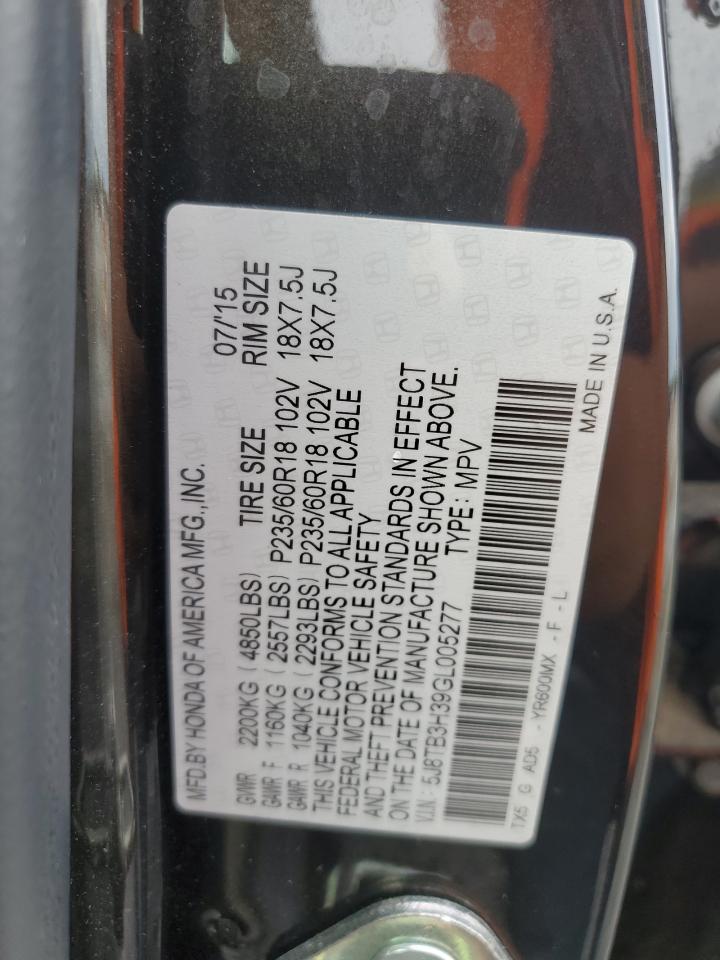 MFD.BY HONDA OF AMERICA MFG.,INC. 07/'15
GVWR 2200KG (4850LBS) TIRE SIZE RIM SIZE
GAWR F 1160KG (2557LBS) P235/60R18 102V 18X7.5J
GAWR R 1040KG (2293LBS) P235/60R18 102V 18X7.5J
THIS VEHICLE CONFORMS TO ALL APPLICABLE
FEDERAL MOTOR VEHICLE SAFETY
AND THEFT PREVENTION STANDARDS IN EFFECT
ON THE DATE OF MANUFACTURE SHOWN ABOVE.
V.I.N : 5J8TB3H39GL005277 TYPE: MPV
TX5 G AD5 - YR600MX - F - L
MADE IN U.S.A.